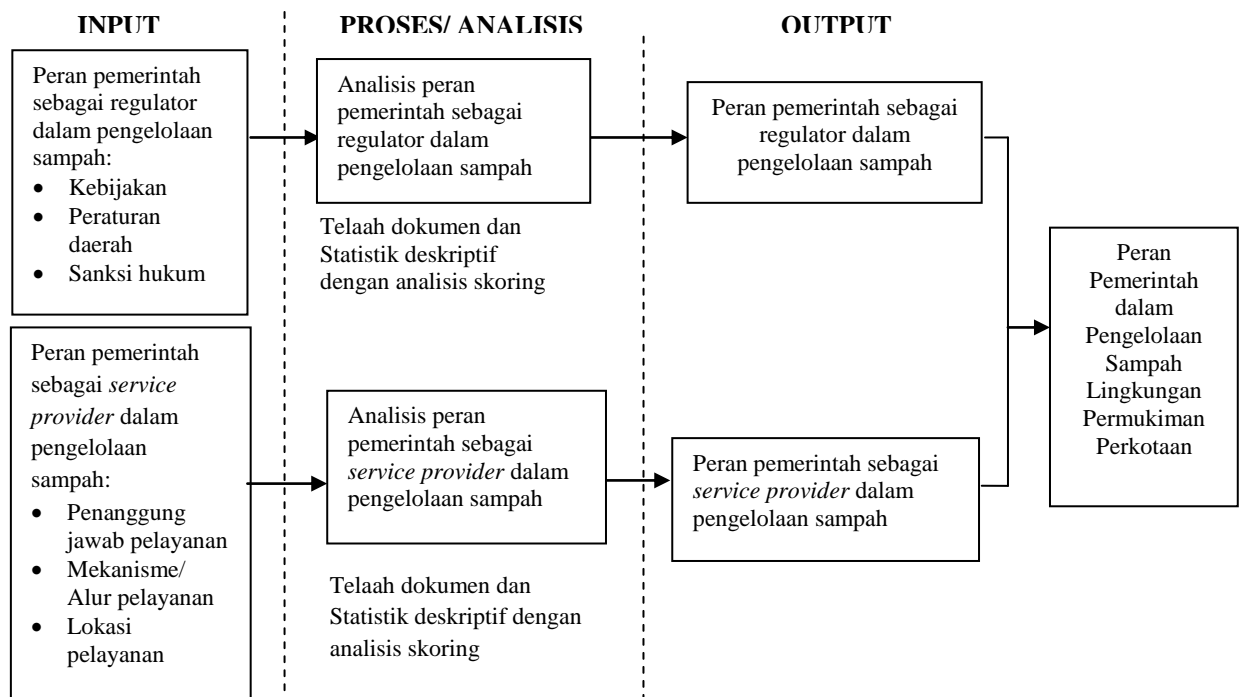 INPUT
PROSES/ ANALISIS
OUTPUT
Peran pemerintah
sebagai regulator
dalam pengelolaan
sampah:
• Kebijakan
• Peraturan
daerah
• Sanksi hukum
Analisis peran
pemerintah sebagai
regulator dalam
pengelolaan sampah
Telaah dokumen dan
Statistik deskriptif
dengan analisis skoring
Peran pemerintah sebagai
regulator dalam
pengelolaan sampah
Peran pemerintah
sebagai service
provider dalam
pengelolaan
sampah:
• Penanggung
jawab pelayanan
• Mekanisme/
Alur pelayanan
• Lokasi
pelayanan
Analisis peran
pemerintah sebagai
service provider dalam
pengelolaan sampah
Telaah dokumen dan
Statistik deskriptif dengan
analisis skoring
Peran pemerintah sebagai
service provider dalam
pengelolaan sampah
Peran
Pemerintah
dalam
Pengelolaan
Sampah
Lingkungan
Permukiman
Perkotaan